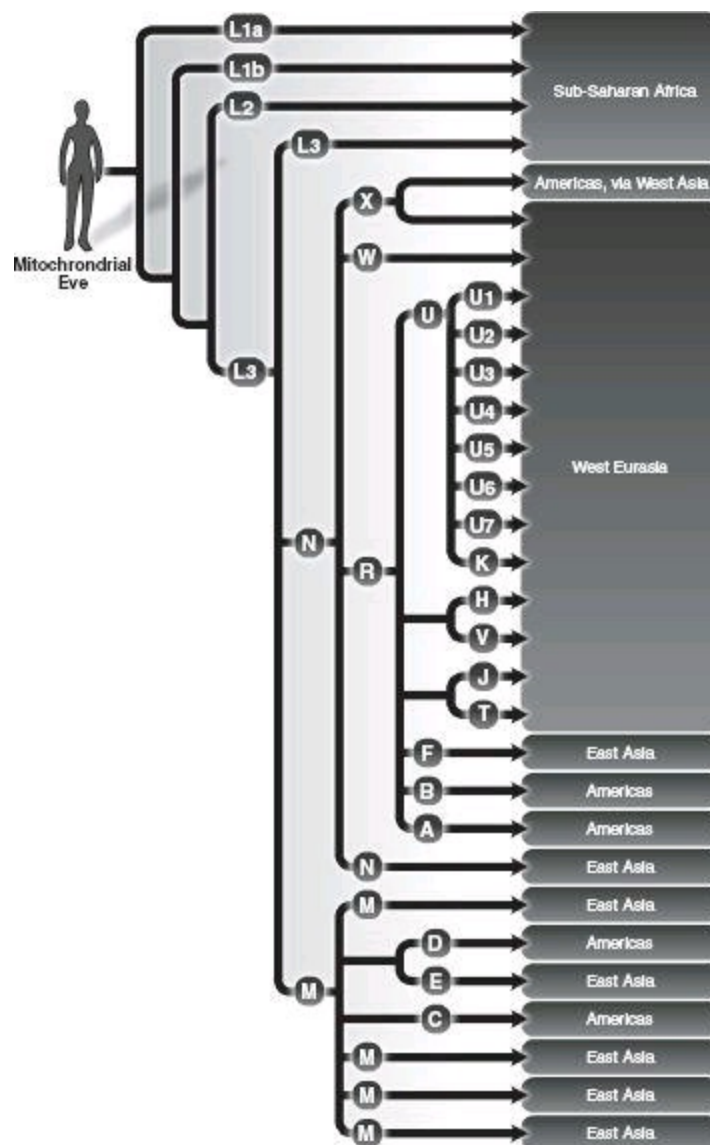 L1a
L1b
Sub-Saharan Africa
L2
L3
X
Americas, via West Asia
W
Mitochrondrial
Eve
U
U1
U2
L3
U3
U4
U5
West Eurasia
U6
U7
N
R
K
H
V
J
T
F
East Asia
B
Americas
A
Americas
N
East Asia
M
East Asia
D
Americas
E
East Asia
M
C
Americas
M
East Asia
M
East Asia
M
East Asia